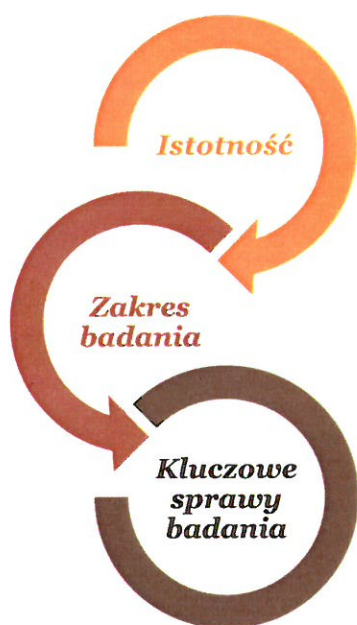 Istotność
Zakres
badania
Kluczowe
sprawy
badania